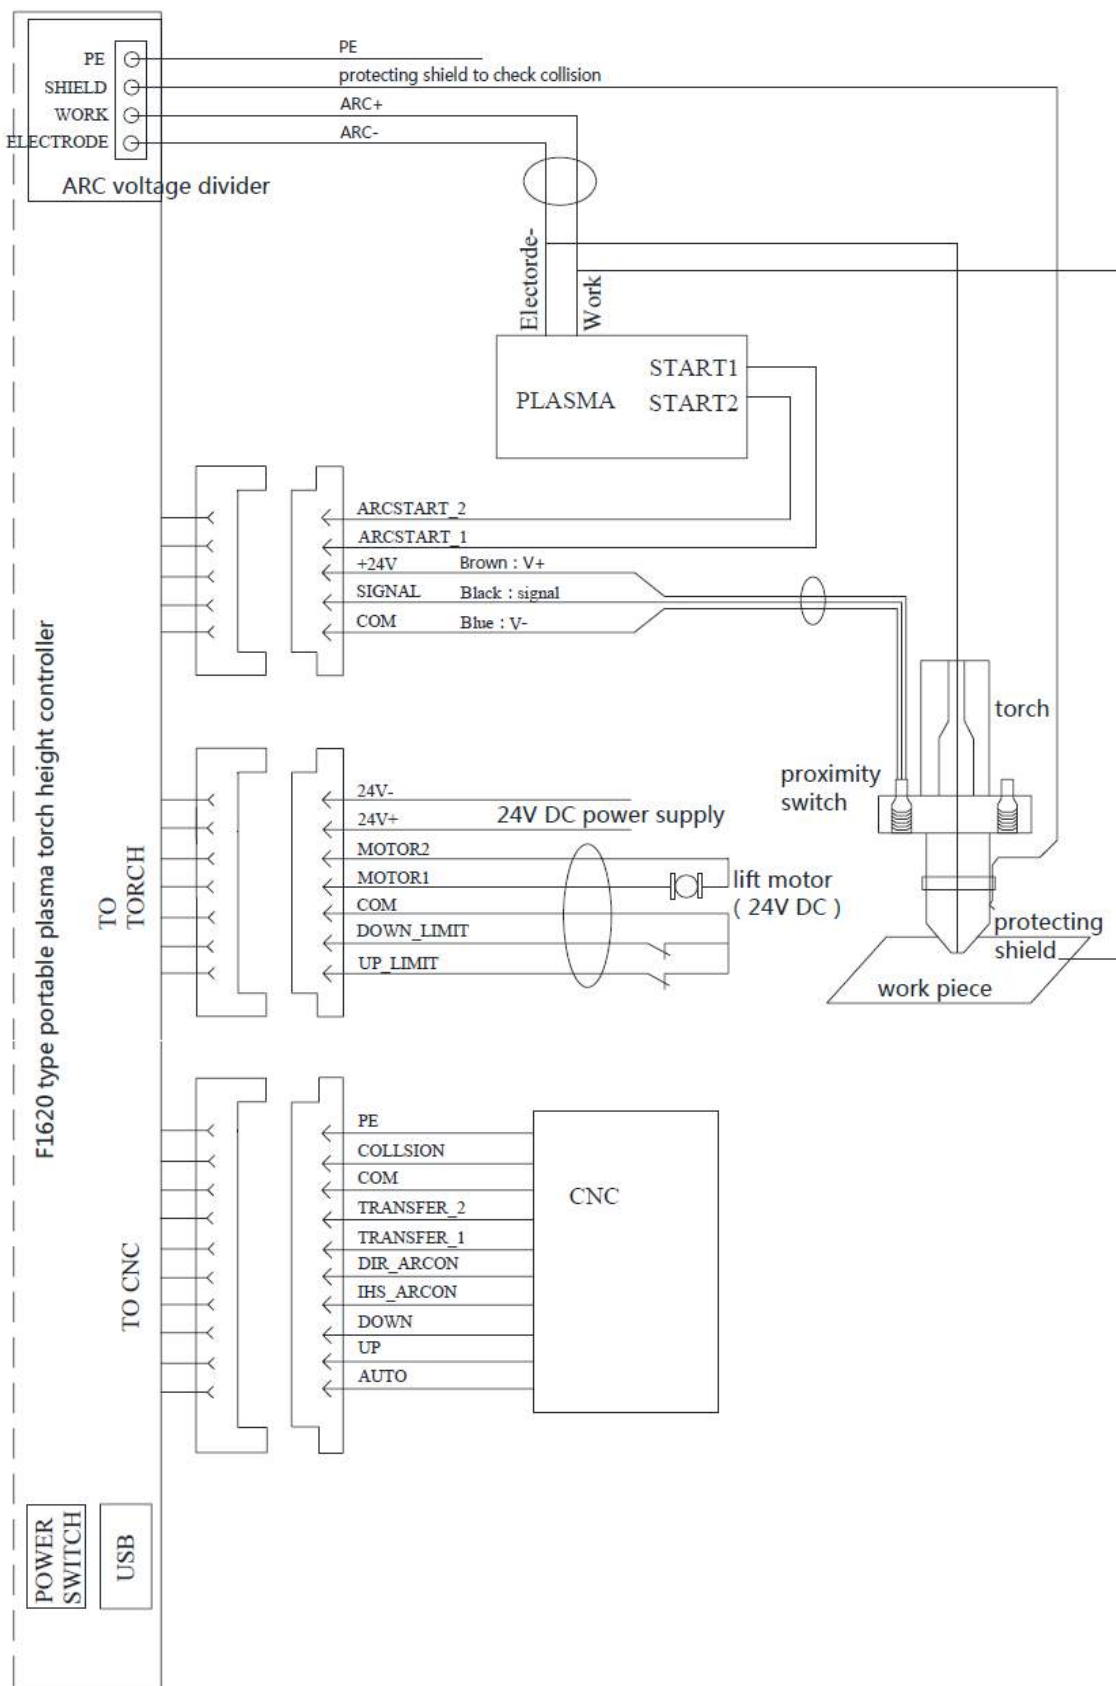 PE
SHIELD
WORK
ELECTRODE
PE
protecting shield to check collision
ARC+
ARC-
ARC voltage divider
Electorde-
Work
PLASMA
START1
START2
ARCSTART_2
ARCSTART_1
+24V
Brown : V+
SIGNAL
Black : signal
COM
Blue : V-
F1620 type portable plasma torch height controller
torch
proximity
switch
TO
TORCH
24V-
24V+
24V DC power supply
MOTOR2
MOTOR1
COM
DOWN_LIMIT
UP_LIMIT
lift motor
( 24V DC )
protecting
shield
work piece
TO CNC
PE
COLLSION
COM
TRANSFER_2
TRANSFER_1
DIR_ARCON
IHS_ARCON
DOWN
UP
AUTO
CNC
POWER
SWITCH
USB